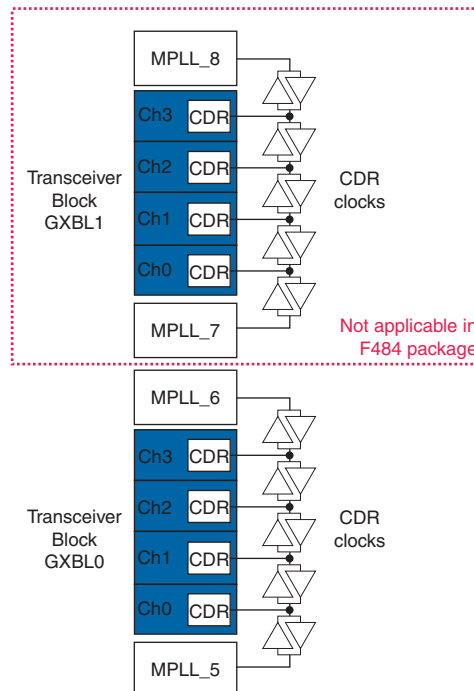 MPLL_8
Ch3 CDR
Ch2 CDR
Ch1 CDR
Ch0 CDR
Transceiver
Block
GXBL1
CDR
clocks
MPLL_7
Not applicable in
F484 package
MPLL_6
Ch3 CDR
Ch2 CDR
Ch1 CDR
Ch0 CDR
Transceiver
Block
GXBL0
CDR
clocks
MPLL_5